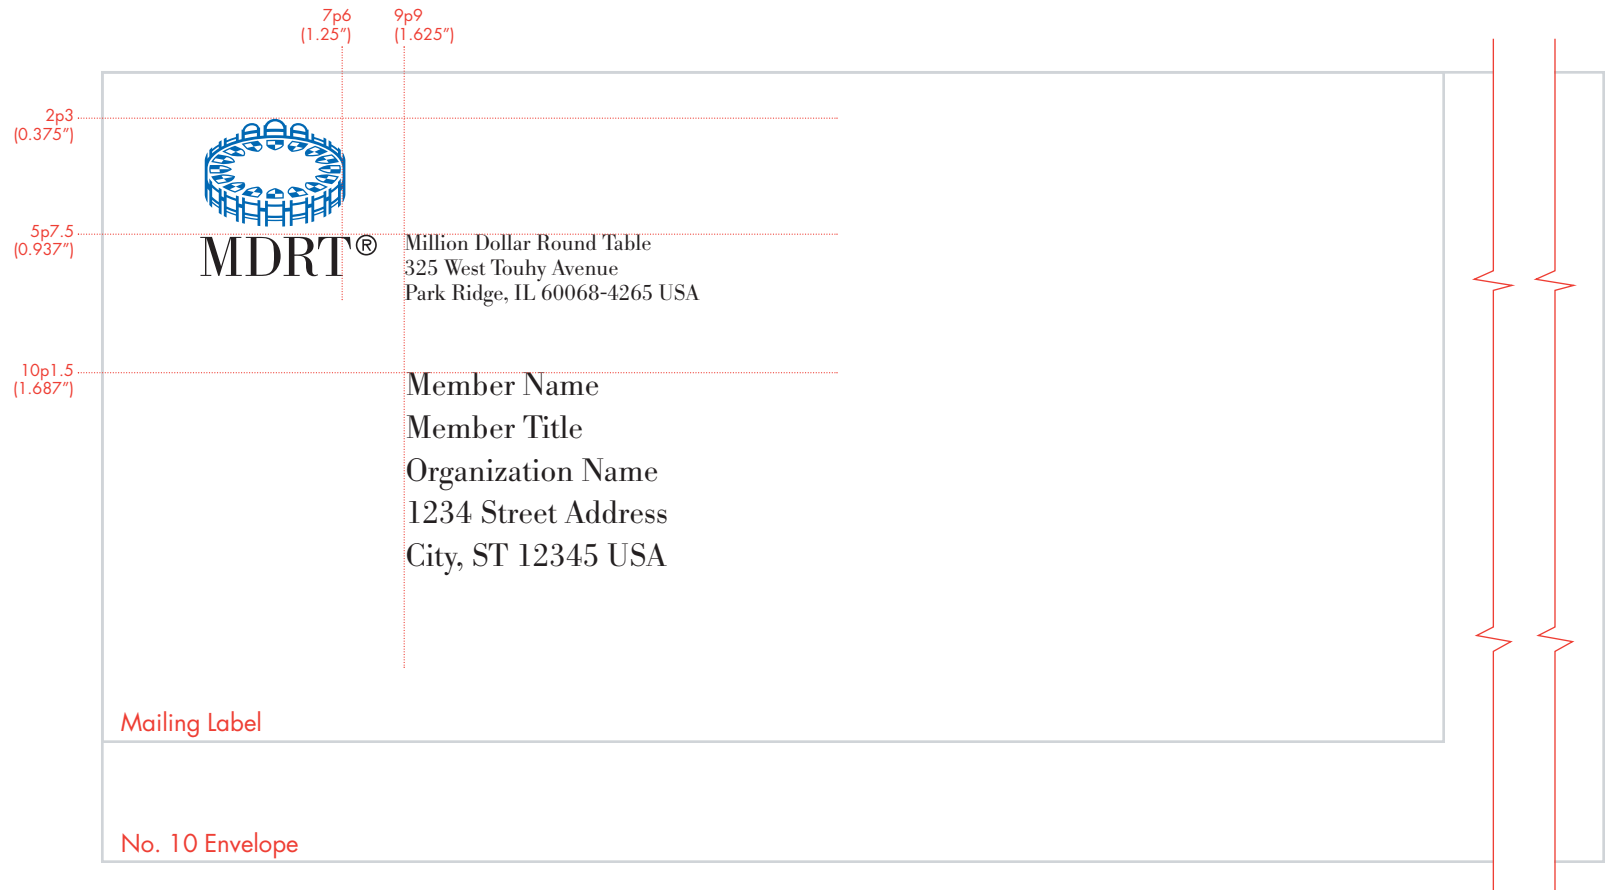 7p6
(1.25”)
9p9
(1.625”)
2p3
(0.375”)
5p7.5
(0.937”)
MDRT®
Million Dollar Round Table
325 West Touhy Avenue
Park Ridge, IL 60068-4265 USA
10p1.5
(1.687”)
Member Name
Member Title
Organization Name
1234 Street Address
City, ST 12345 USA
Mailing Label
No. 10 Envelope